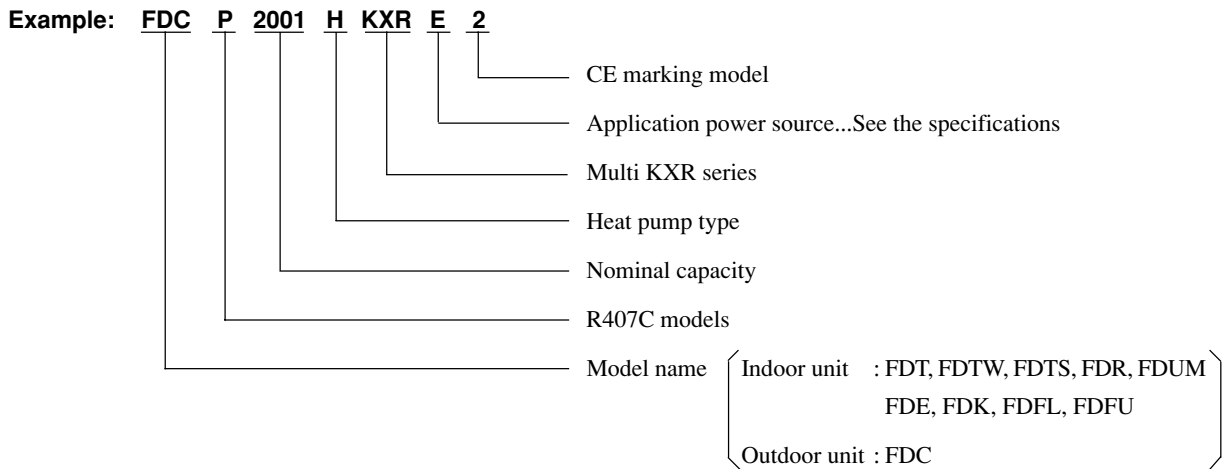 Example: FDC P 2001 H KXR E 2
CE marking model
Application power source...See the specifications
Multi KXR series
Heat pump type
Nominal capacity
R407C models
Model name Indoor unit : FDT, FDTW, FDTS, FDR, FDUM
FDE, FDK, FDFL, FDFU
Outdoor unit : FDC